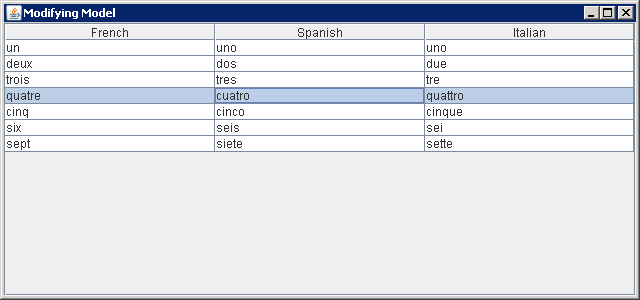 Modifying Model
French Spanish Italian
un uno uno
deux dos due
trois tres tre
quatre cuatro quattro
cinq cinco cinque
six seis sei
sept siete sette